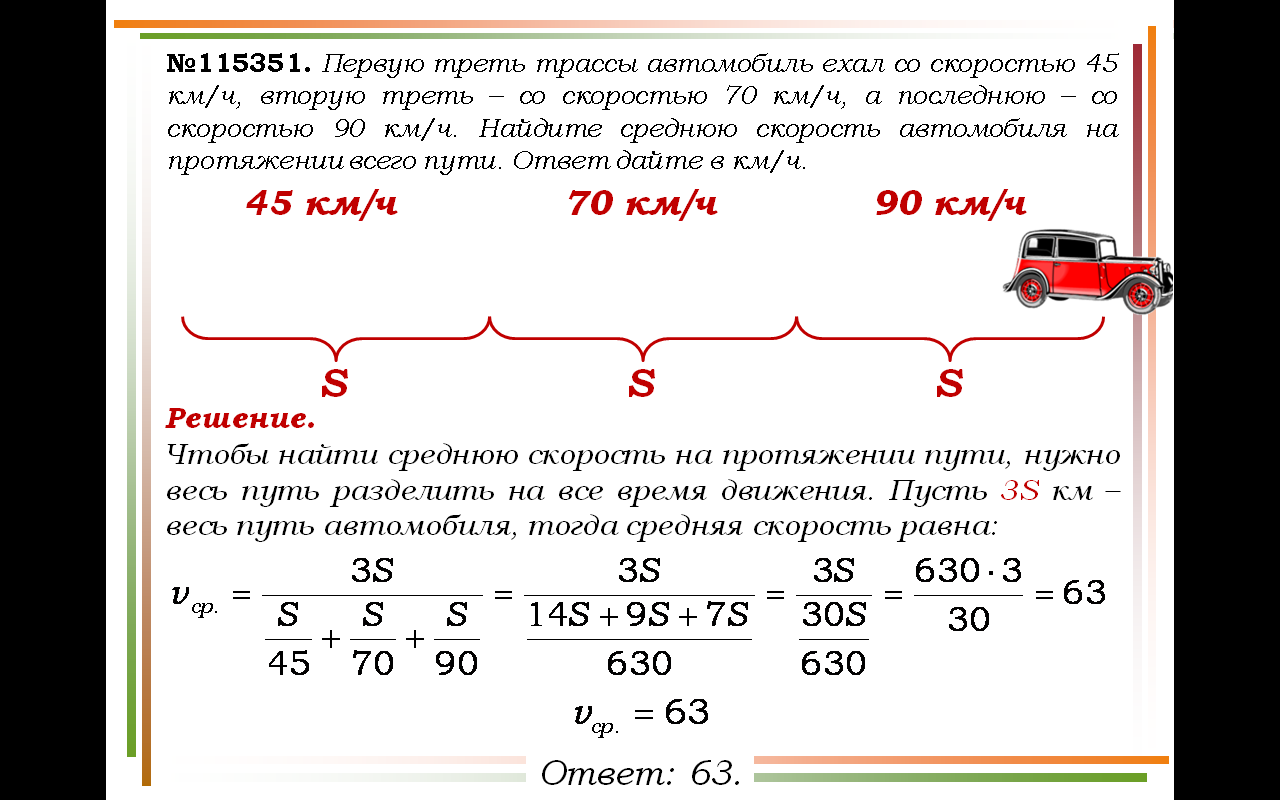 №115351. Первую треть трассы автомобиль ехал со скоростью 45
км/ч, вторую треть – со скоростью 70 км/ч, а последнюю – со
скоростью 90 км/ч. Найдите среднюю скорость автомобиля на
протяжении всего пути. Ответ дайте в км/ч.
45 км/ч 70 км/ч 90 км/ч
S S S
Решение.
Чтобы найти среднюю скорость на протяжении пути, нужно
весь путь разделить на все время движения. Пусть 3S км –
весь путь автомобиля, тогда средняя скорость равна:
υср. = 3S / (S/45 + S/70 + S/90) = 3S / ((14S + 9S + 7S)/630) = 3S / (30S/630) = (630·3)/30 = 63
υср. = 63
Ответ: 63.